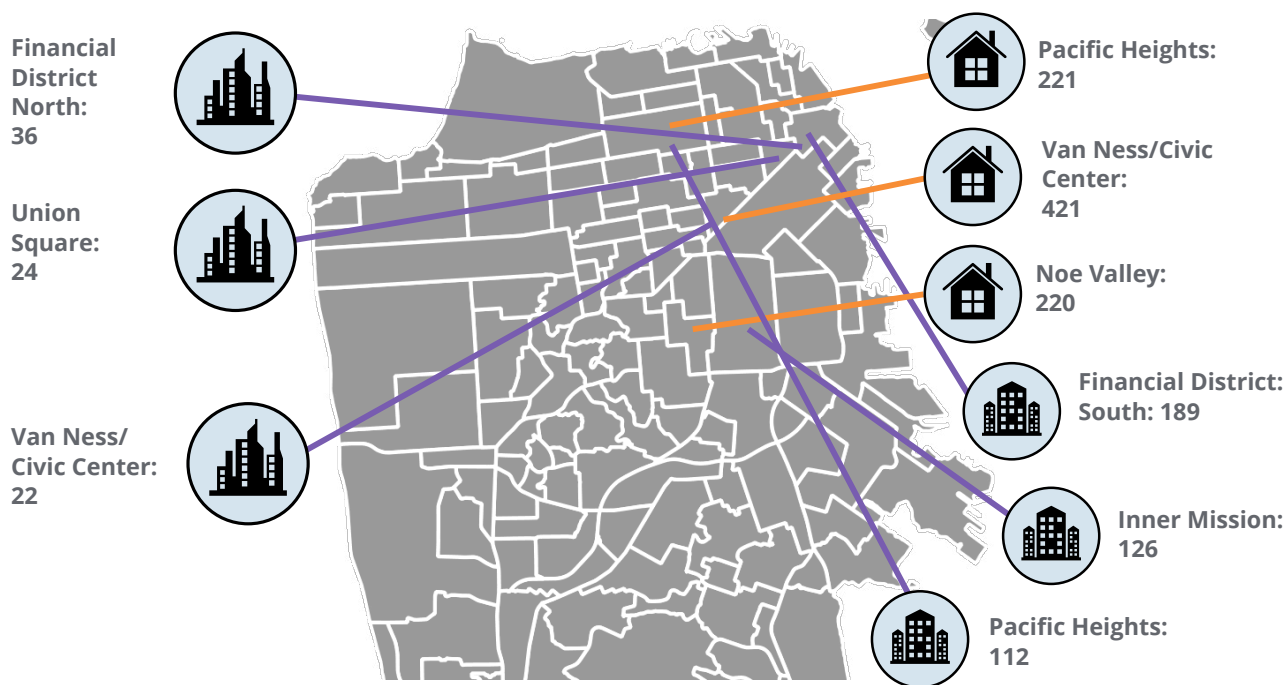 Financial
District
North:
36
Union
Square:
24
Van Ness/
Civic Center:
22
Pacific Heights:
221
Van Ness/Civic
Center:
421
Noe Valley:
220
Financial District:
South: 189
Inner Mission:
126
Pacific Heights:
112